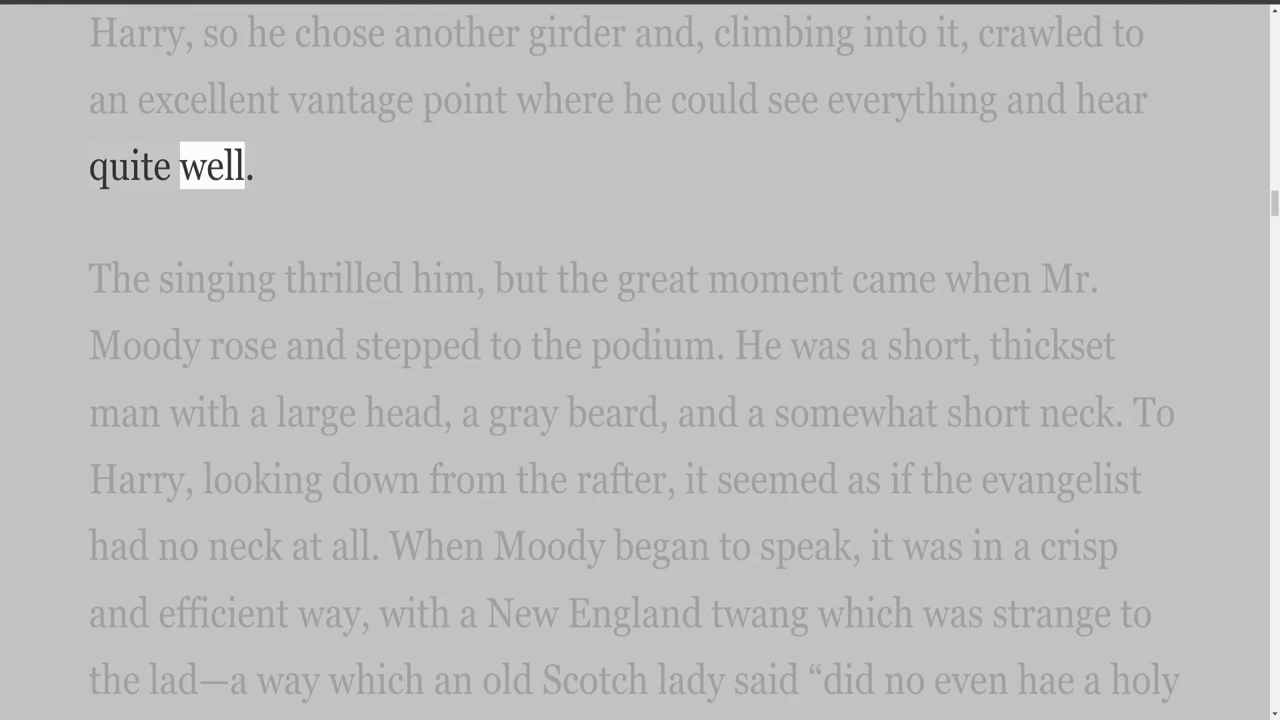 Harry, so he chose another girder and, climbing into it, crawled to
an excellent vantage point where he could see everything and hear
quite well.
The singing thrilled him, but the great moment came when Mr.
Moody rose and stepped to the podium. He was a short, thickset
man with a large head, a gray beard, and a somewhat short neck. To
Harry, looking down from the rafter, it seemed as if the evangelist
had no neck at all. When Moody began to speak, it was in a crisp
and efficient way, with a New England twang which was strange to
the lad—a way which an old Scotch lady said “did no even hae a holy